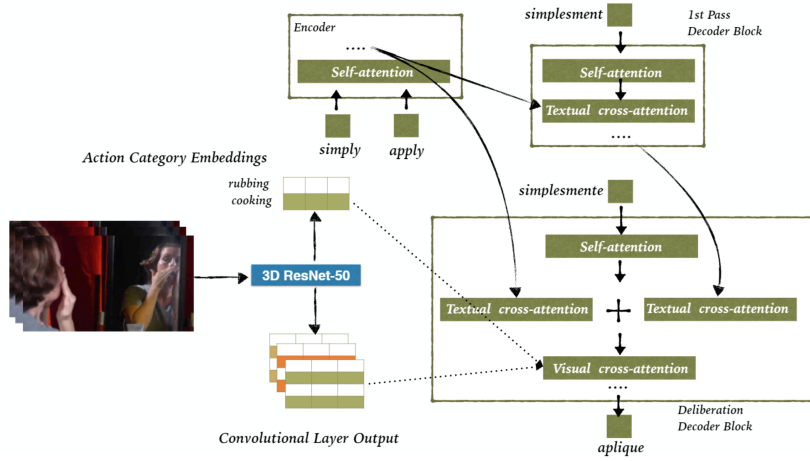 simplesment
1st Pass
Decoder Block
Encoder
....
Self-attention
Self-attention
Textual cross-attention
....
simply
apply
Action Category Embeddings
rubbing
cooking
simplesmente
Self-attention
3D ResNet-50
Textual cross-attention
+
Textual cross-attention
Visual cross-attention
....
Deliberation
Decoder Block
Convolutional Layer Output
aplique